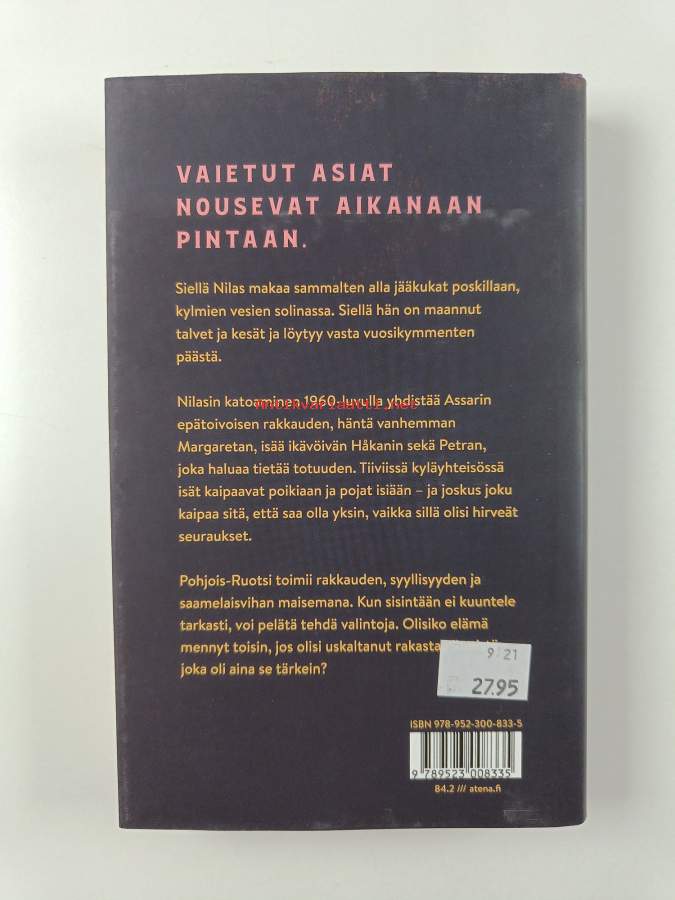 VAIETUT ASIAT
NOUSEVAT AIKANAAN
PINTAAN.
Siellä Nilas makaa sammalten alla jääkukat poskillaan,
kylmien vesien solinassa. Siellä hän on maannut
talvet ja kesät ja löytyy vasta vuosikymmenten
päästä.
Nilasin katoaminen 1960-luvulla yhdistää Assarin
antinvariaatti.net
epätoivoisen rakkauden, häntä vanhemman
Margaretan, isää ikävöivän Håkanin sekä Petran,
joka haluaa tietää totuuden. Tiiviissä kyläyhteisössä
isät kaipaavat poikiaan ja pojat isiään – ja joskus joku
kaipaa sitä, että saa olla yksin, vaikka sillä olisi hirveät
seuraukset.
Pohjois-Ruotsi toimii rakkauden, syyllisyyden ja
saamelaisvihan maisemana. Kun sisintään ei kuuntele
tarkasti, voi pelätä tehdä valintoja. Olisiko elämä
mennyt toisin, jos olisi uskaltanut
joka oli aina se tärkein?
9 21
27.95
ISBN 978-952-300-833-5
9 789523 008335
84.2 /// atena.fi